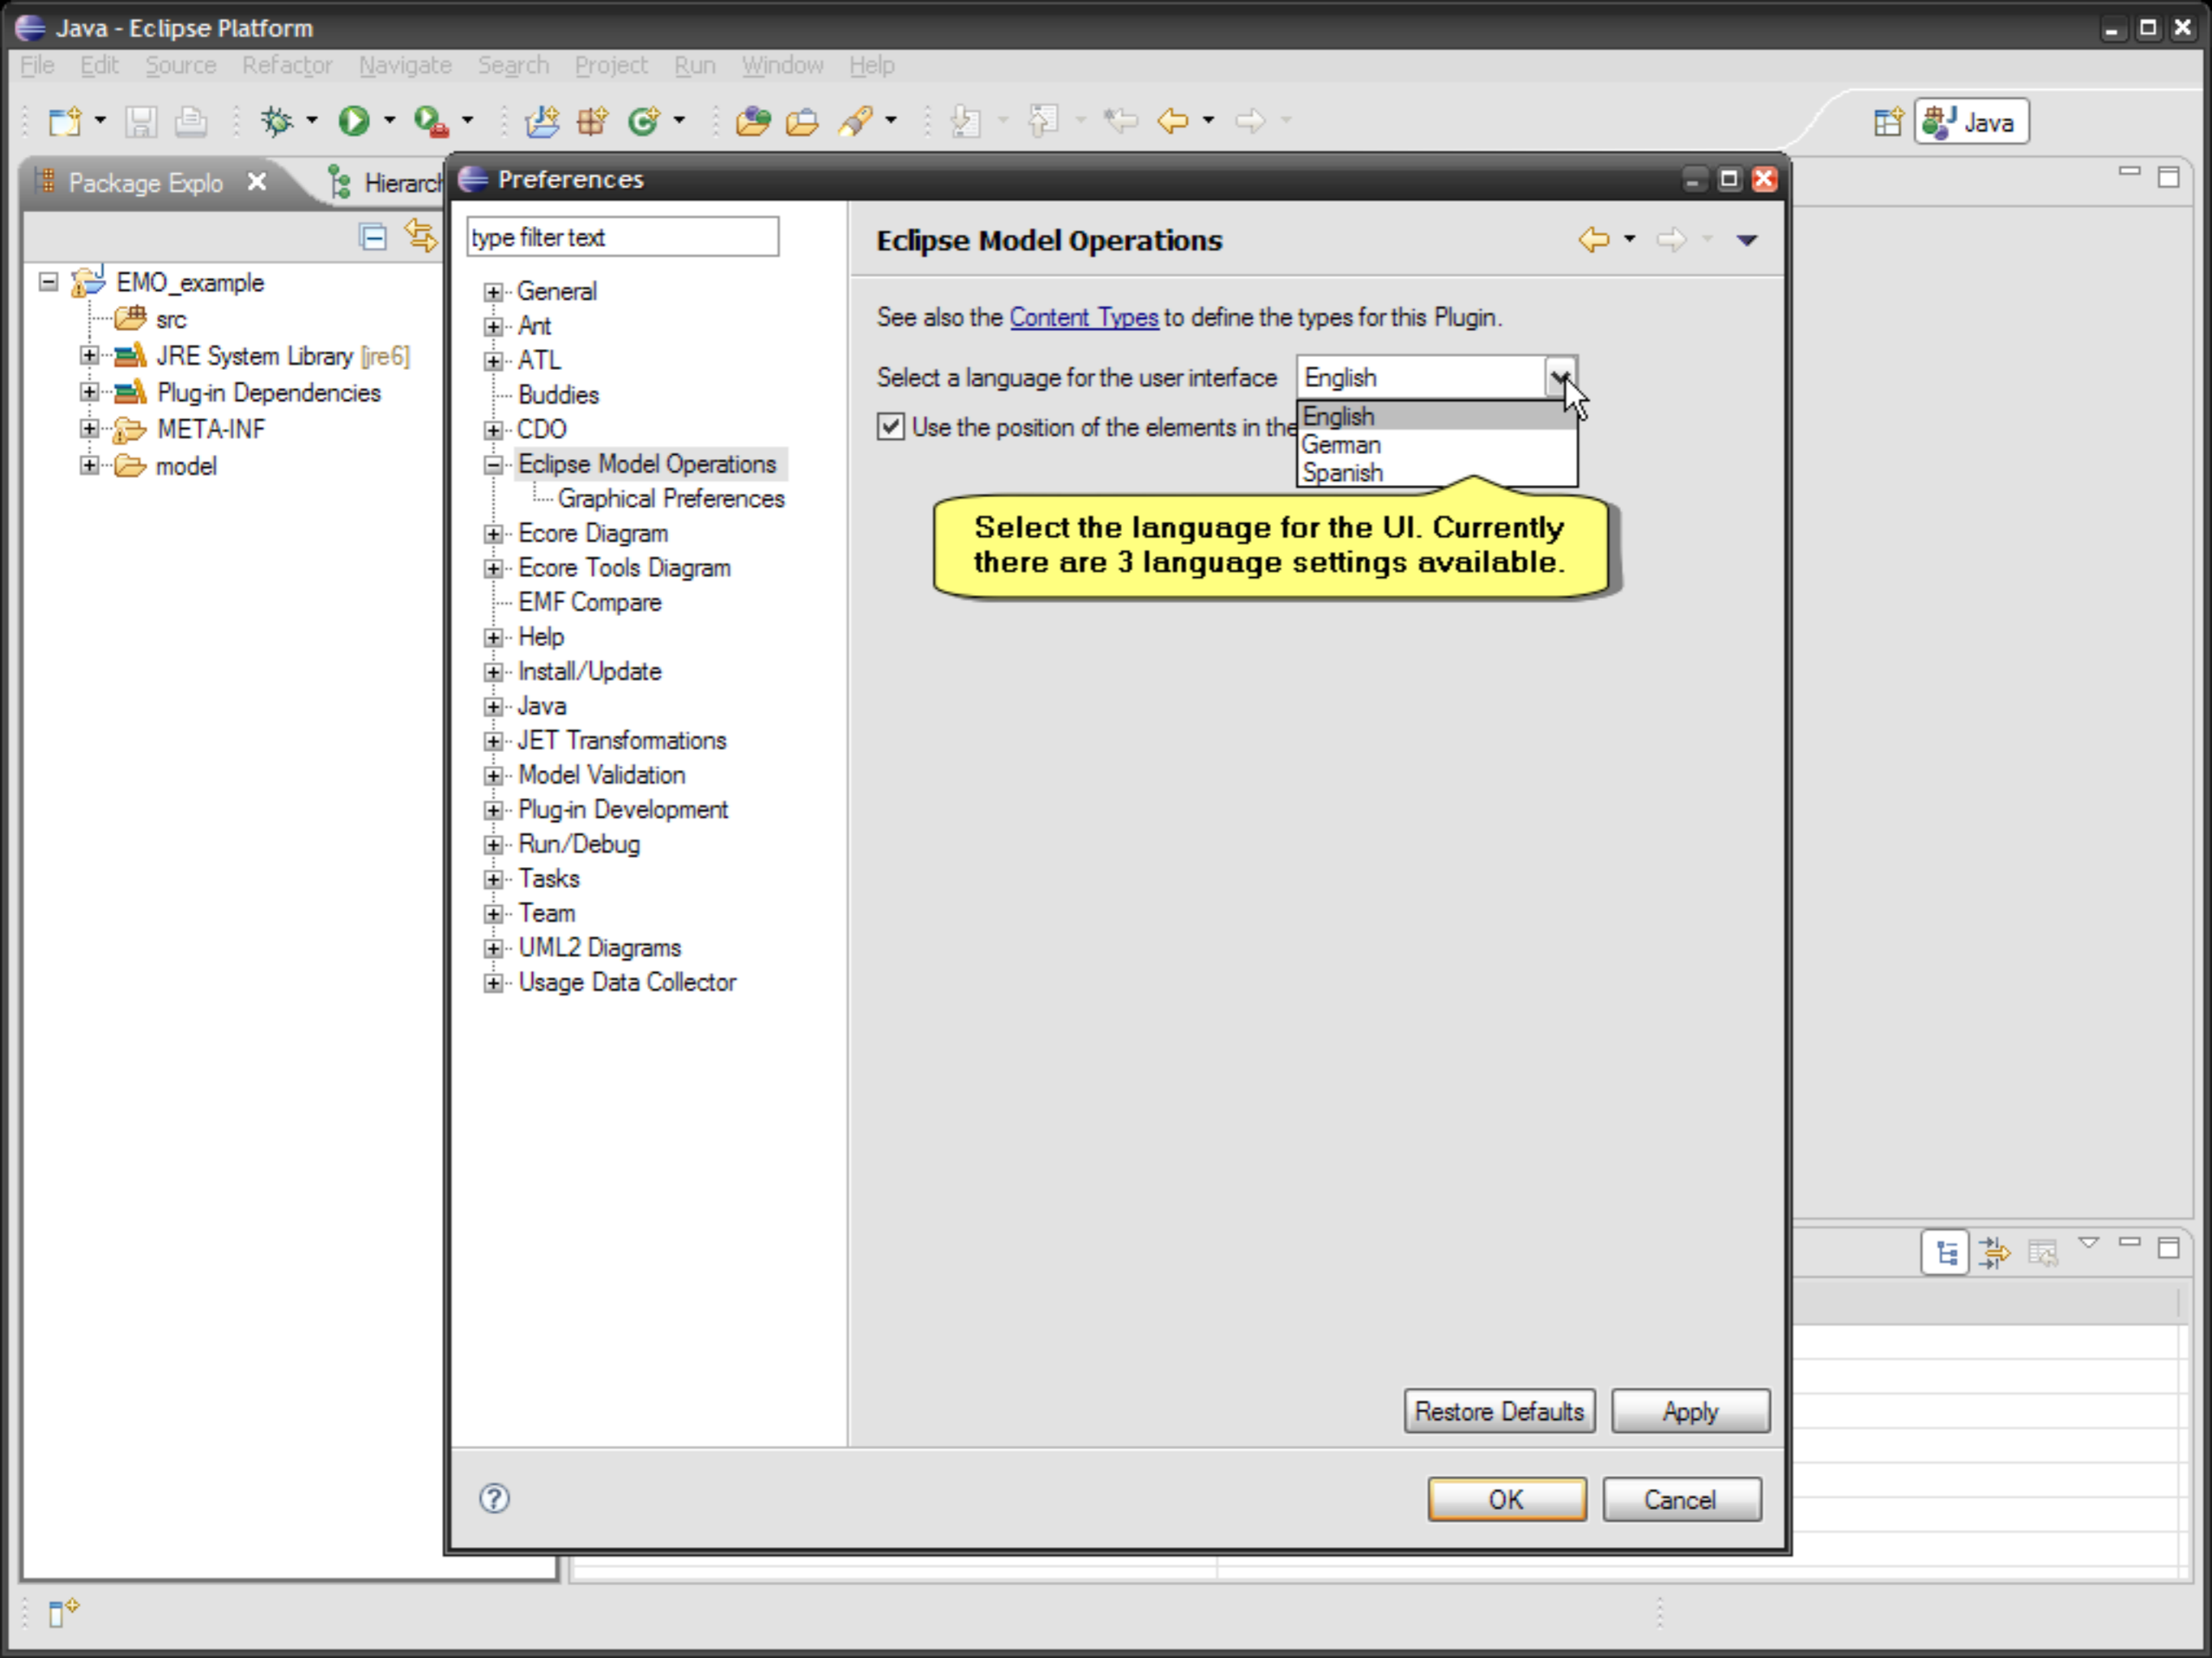 Java - Eclipse Platform
File Edit Source Refactor Navigate Search Project Run Window Help
Java
Package Explo
Hierarch
EMO_example
src
JRE System Library [jre6]
Plug-in Dependencies
META-INF
model
Preferences
type filter text
General
Ant
ATL
Buddies
CDO
Eclipse Model Operations
Graphical Preferences
Ecore Diagram
Ecore Tools Diagram
EMF Compare
Help
Install/Update
Java
JET Transformations
Model Validation
Plug-in Development
Run/Debug
Tasks
Team
UML2 Diagrams
Usage Data Collector
Eclipse Model Operations
See also the Content Types to define the types for this Plugin.
Select a language for the user interface English
English
German
Spanish
Use the position of the elements in the
Select the language for the UI. Currently
there are 3 language settings available.
Restore Defaults Apply
OK Cancel